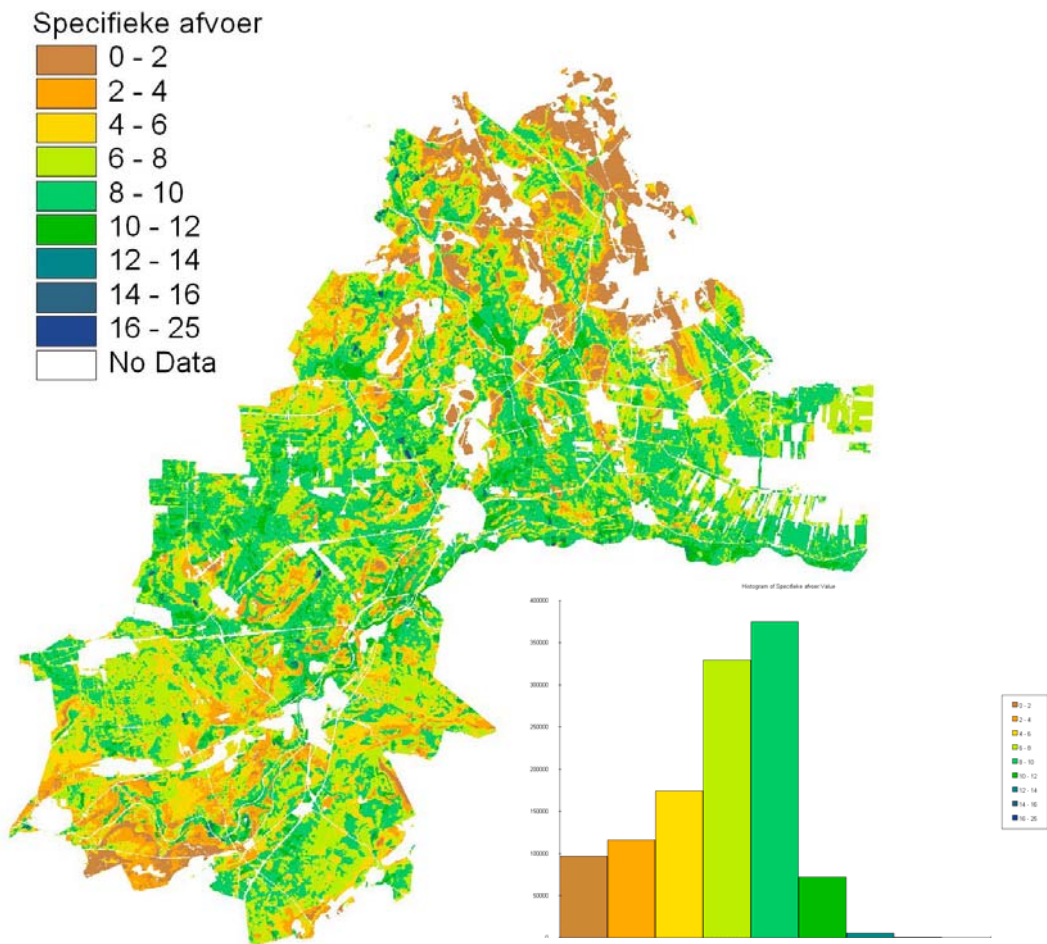 Specifieke afvoer
0 - 2
2 - 4
4 - 6
6 - 8
8 - 10
10 - 12
12 - 14
14 - 16
16 - 25
No Data
Histogram of Specifieke afvoer Value
400000
350000
300000
250000
200000
150000
100000
50000
0
0 - 2
2 - 4
4 - 6
6 - 8
8 - 10
10 - 12
12 - 14
14 - 16
16 - 25